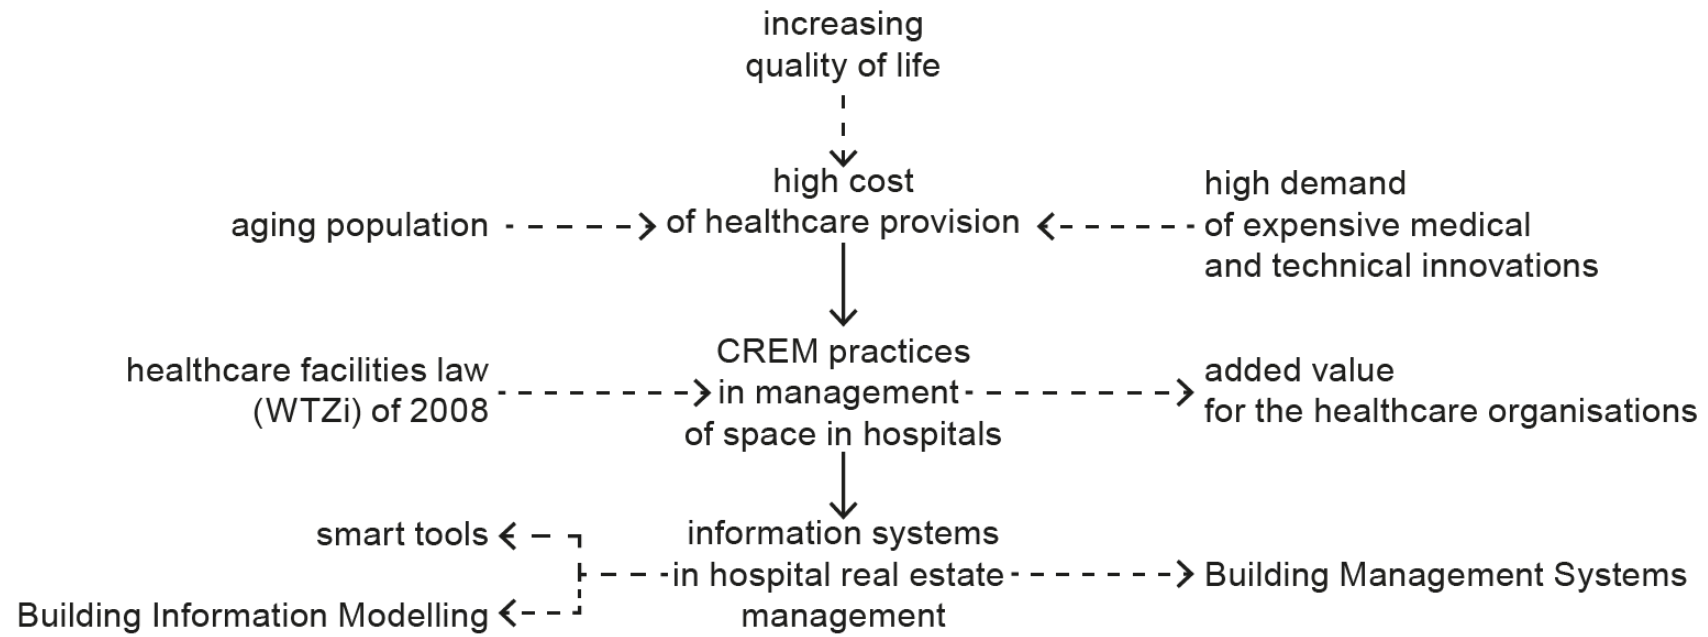 increasing
quality of life
high cost
of healthcare provision
aging population
high demand
of expensive medical
and technical innovations
CREM practices
in management
of space in hospitals
healthcare facilities law
(WTZi) of 2008
added value
for the healthcare organisations
smart tools
Building Information Modelling
information systems
in hospital real estate
management
Building Management Systems